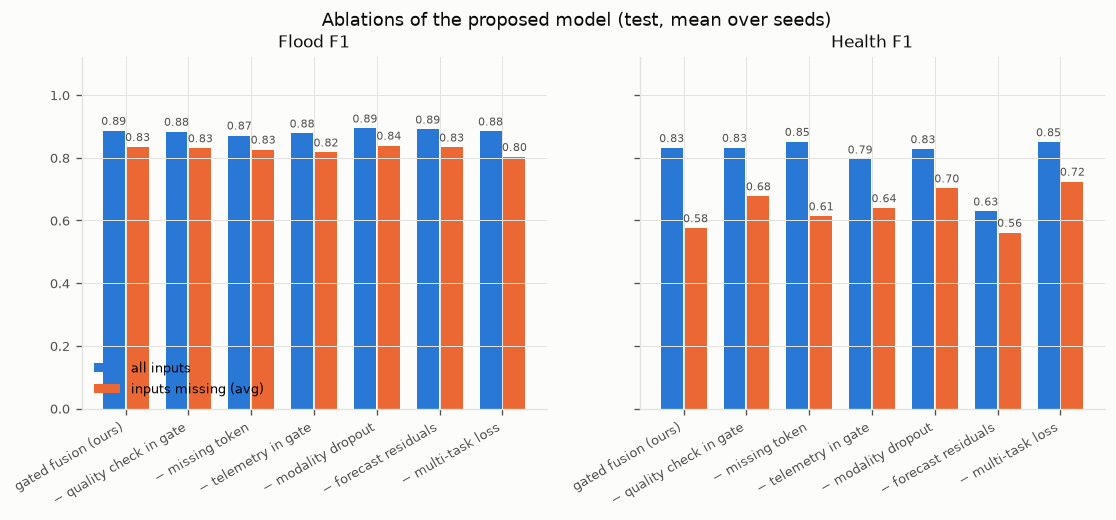 Ablations of the proposed model (test, mean over seeds)
Flood F1
1.0
0.8
0.6
0.4
0.2
0.0
0.89
0.83
0.88
0.83
0.87
0.83
0.88
0.82
0.89
0.84
0.89
0.83
0.88
0.80
all inputs
inputs missing (avg)
gated fusion (ours)
− quality check in gate
− missing token
− telemetry in gate
− modality dropout
− forecast residuals
− multi-task loss
Health F1
0.83
0.58
0.83
0.68
0.85
0.61
0.79
0.64
0.83
0.70
0.63
0.56
0.85
0.72
gated fusion (ours)
− quality check in gate
− missing token
− telemetry in gate
− modality dropout
− forecast residuals
− multi-task loss